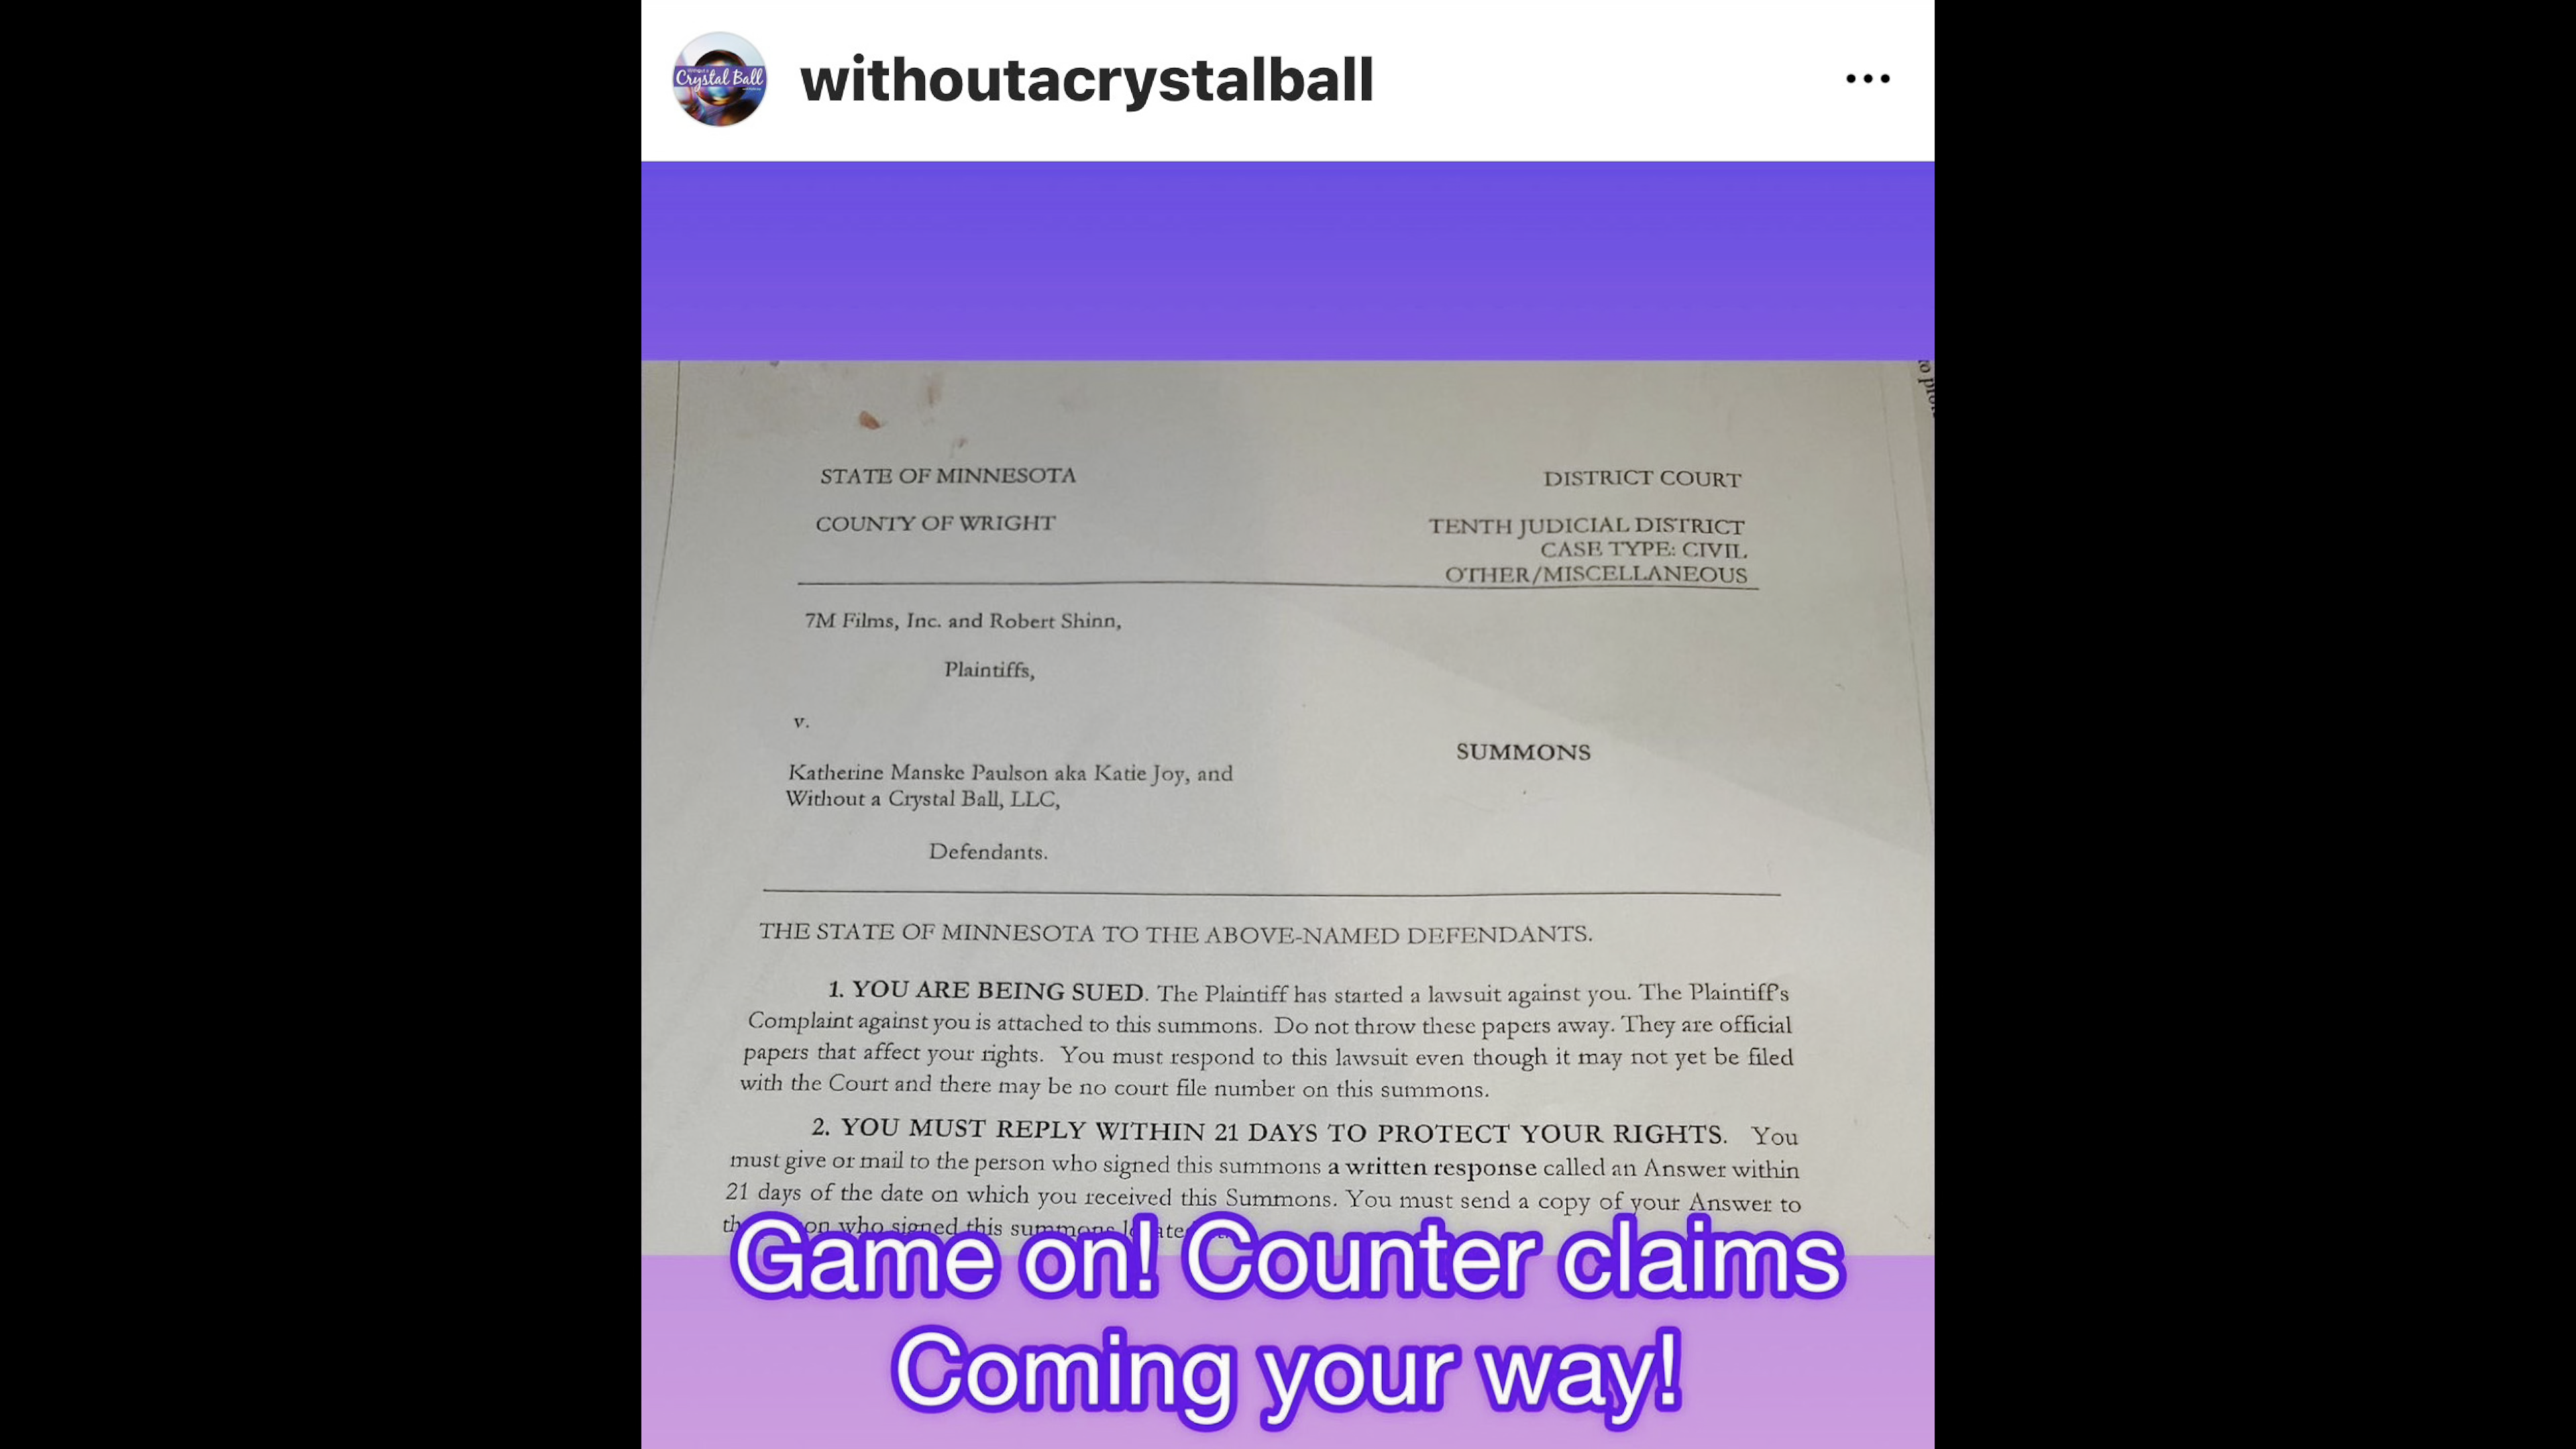 Crystal Ball
withoutacrystalball
STATE OF MINNESOTA
DISTRICT COURT
COUNTY OF WRIGHT
TENTH JUDICIAL DISTRICT
CASE TYPE: CIVIL
OTHER/MISCELLANEOUS
7M Films, Inc. and Robert Shinn,
Plaintiffs,
v.
SUMMONS
Katherine Manske Paulson aka Katie Joy, and
Without a Crystal Ball, LLC,
Defendants.
THE STATE OF MINNESOTA TO THE ABOVE-NAMED DEFENDANTS.
1. YOU ARE BEING SUED. The Plaintiff has started a lawsuit against you. The Plaintiff's
Complaint against you is attached to this summons. Do not throw these papers away. They are official
papers that affect your rights. You must respond to this lawsuit even though it may not yet be filed
with the Court and there may be no court file number on this summons.
2. YOU MUST REPLY WITHIN 21 DAYS TO PROTECT YOUR RIGHTS. You
must give or mail to the person who signed this summons a written response called an Answer within
21 days of the date on which you received this Summons. You must send a copy of your Answer to
who signed this summons
Game on! Counter claims
Coming your way!